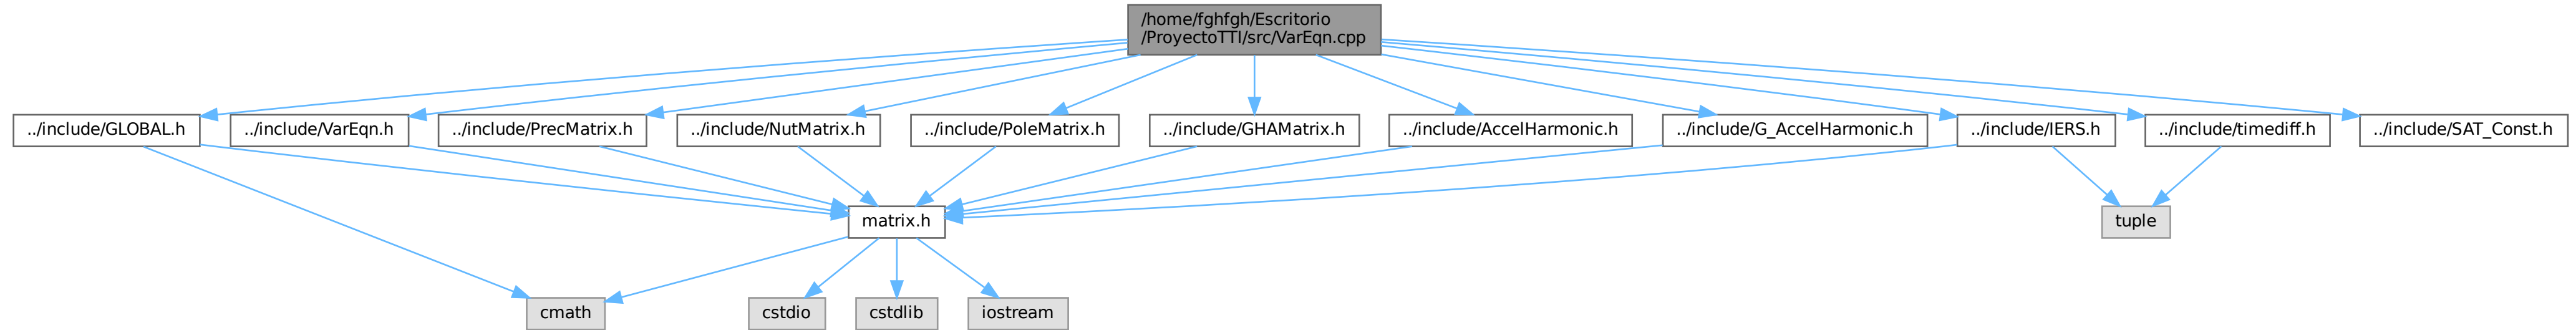 /home/fghfgh/Escritorio
/ProyectoTTI/src/VarEqn.cpp
../include/GLOBAL.h
../include/VarEqn.h
../include/PrecMatrix.h
../include/NutMatrix.h
../include/PoleMatrix.h
../include/GHAMatrix.h
../include/AccelHarmonic.h
../include/G_AccelHarmonic.h
../include/IERS.h
../include/timediff.h
../include/SAT_Const.h
matrix.h
tuple
cmath
cstdio
cstdlib
iostream